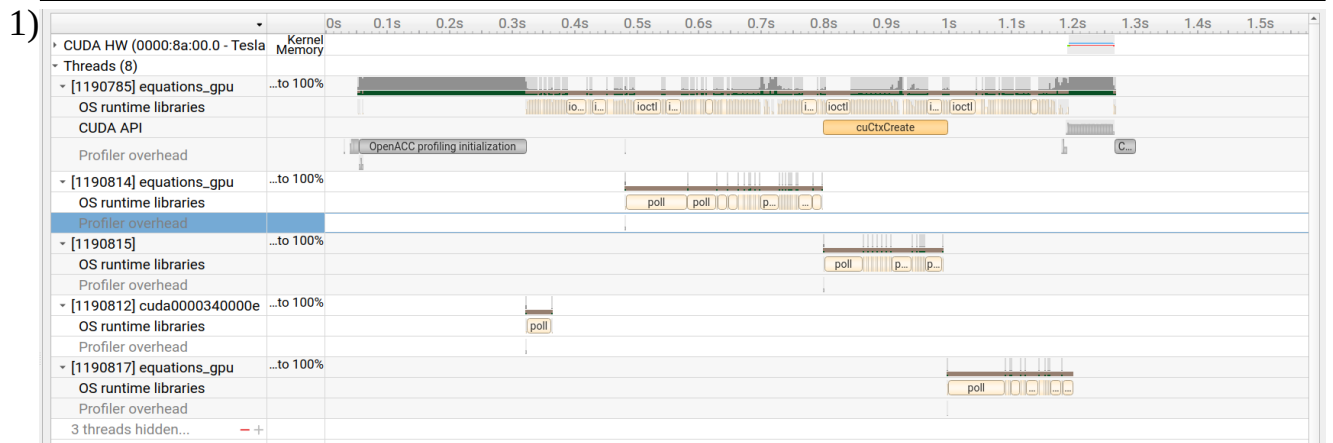 1)
0s 0.1s 0.2s 0.3s 0.4s 0.5s 0.6s 0.7s 0.8s 0.9s 1s 1.1s 1.2s 1.3s 1.4s 1.5s
CUDA HW (0000:8a:00.0 - Tesla Kernel
Memory
Threads (8)
[1190785] equations_gpu ...to 100%
OS runtime libraries io... i... ioctl i... i... ioctl i... ioctl
CUDA API cuCtxCreate
Profiler overhead OpenACC profiling initialization C...
[1190814] equations_gpu ...to 100%
OS runtime libraries poll poll p... ...
Profiler overhead
[1190815] ...to 100%
OS runtime libraries poll p... p...
Profiler overhead
[1190812] cuda0000340000e ...to 100%
OS runtime libraries poll
Profiler overhead
[1190817] equations_gpu ...to 100%
OS runtime libraries poll ... ... ...
Profiler overhead
3 threads hidden... − +